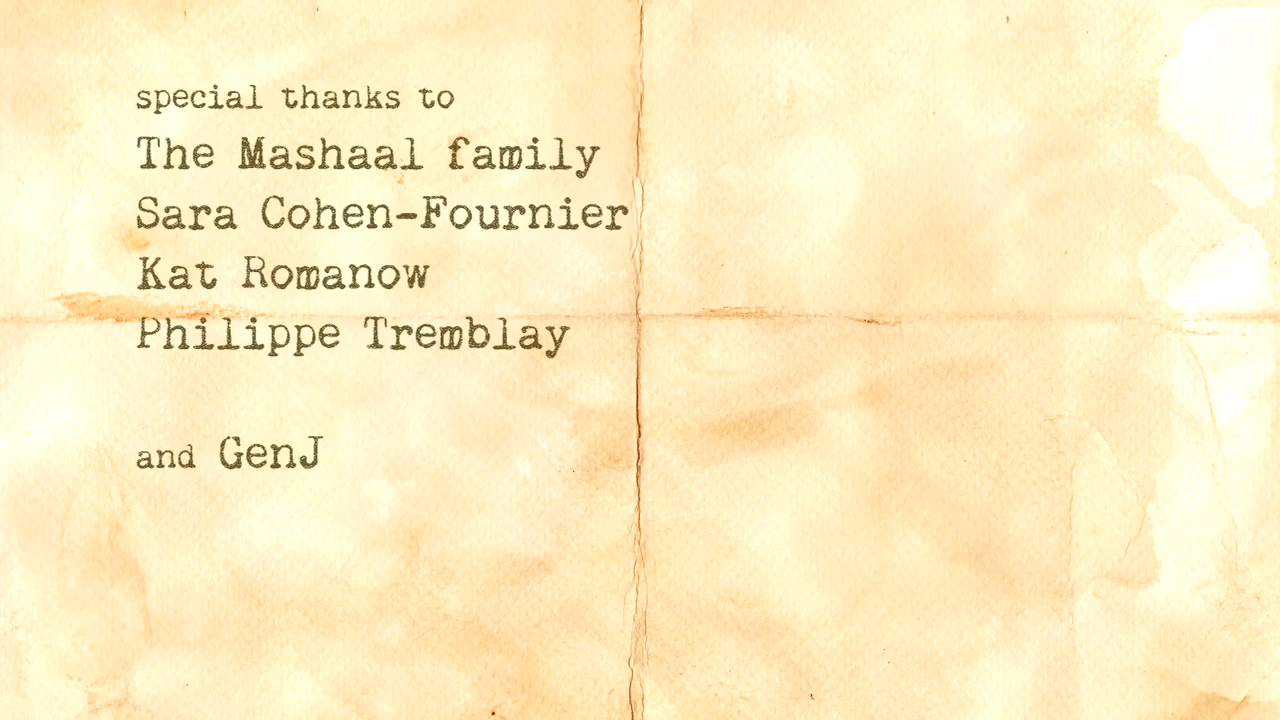 special thanks to
The Mashaal family
Sara Cohen-Fournier
Kat Romanow
Philippe Tremblay
and GenJ